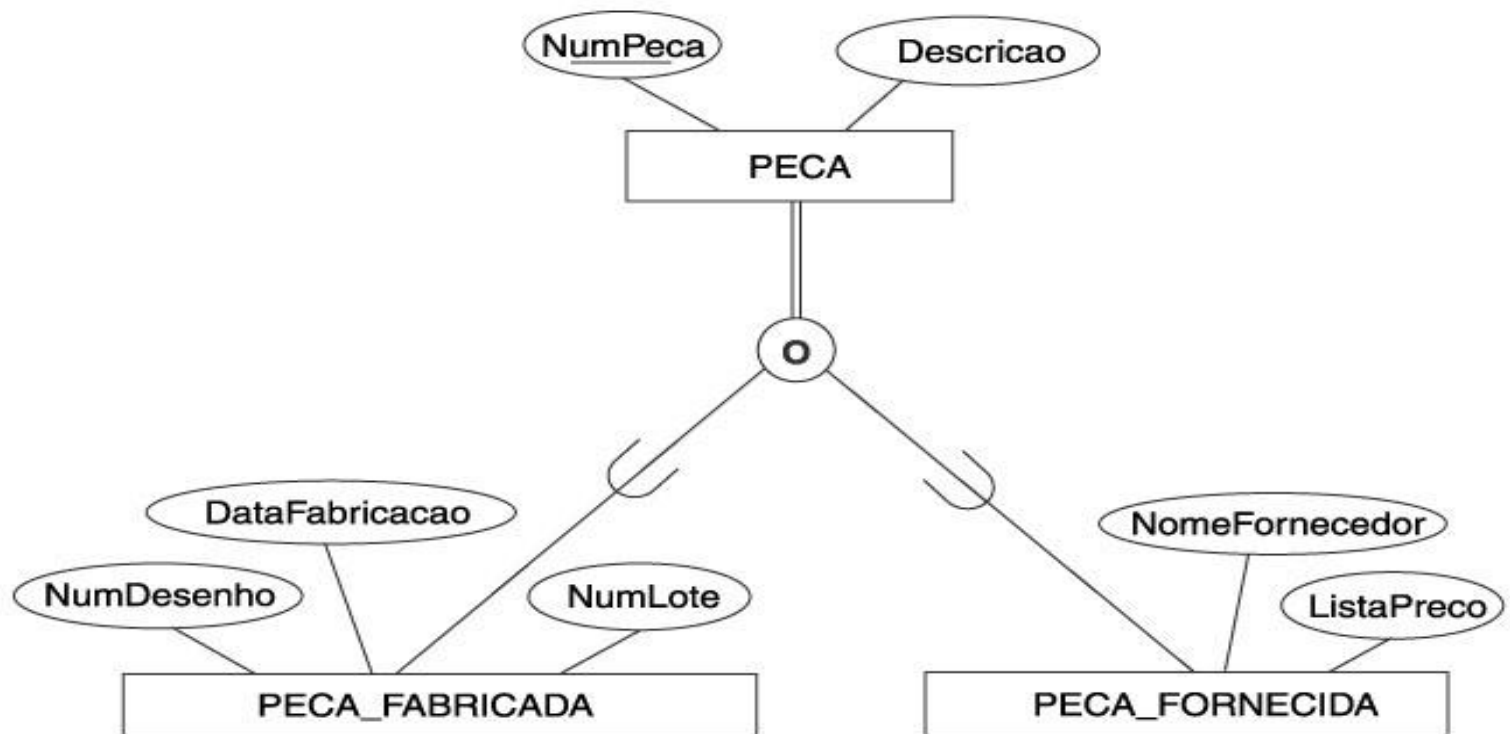 NumPeca
Descricao
PECA
O
DataFabricacao
NumDesenho
NumLote
NomeFornecedor
ListaPreco
PECA_FABRICADA
PECA_FORNECIDA